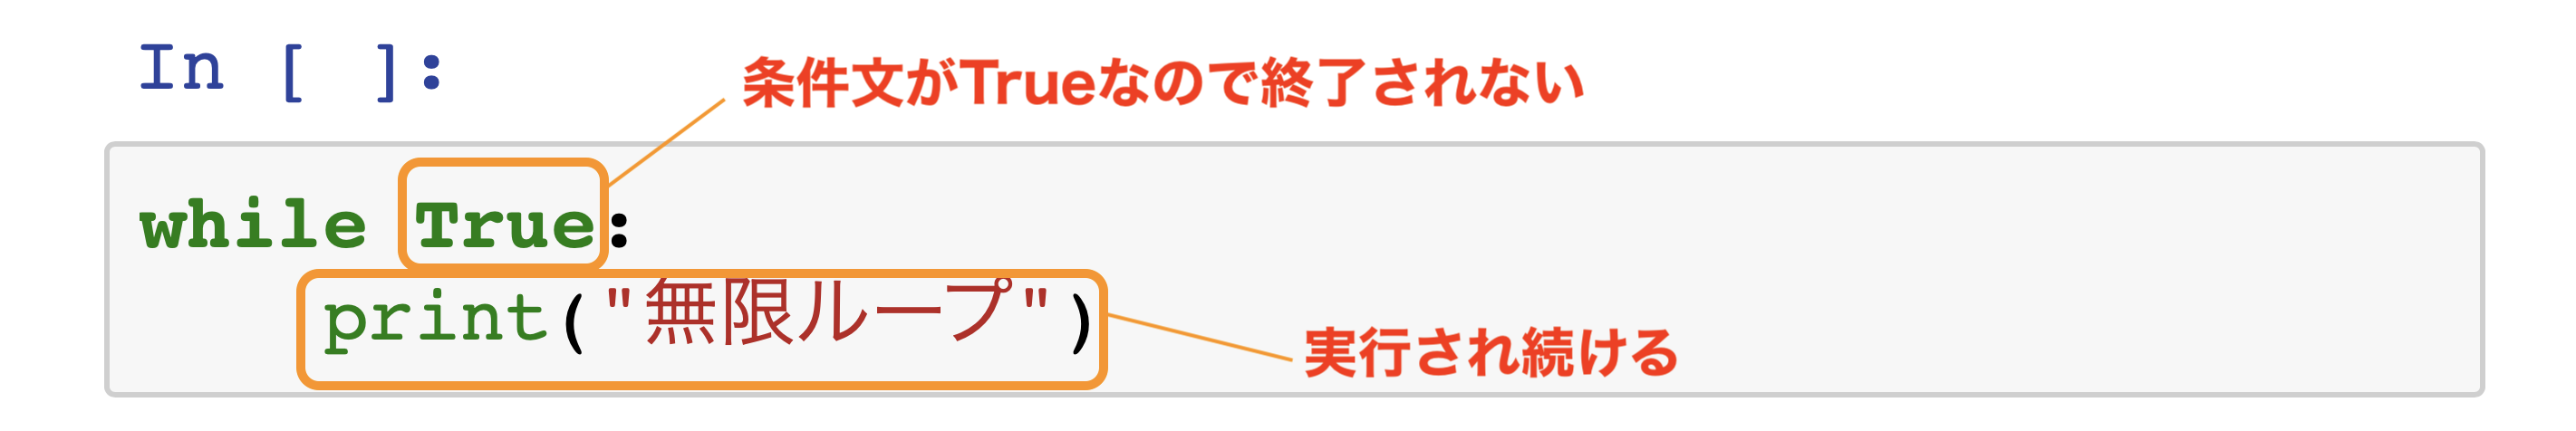 In [ ]:
条件文がTrueなので終了されない
while True:
print("無限ループ")
実行され続ける